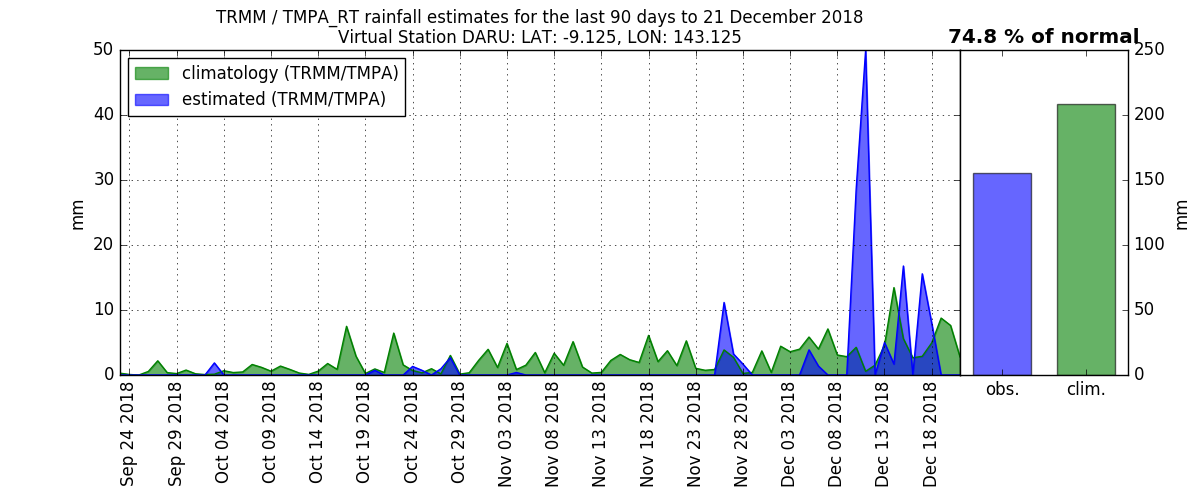 TRMM / TMPA_RT rainfall estimates for the last 90 days to 21 December 2018
Virtual Station DARU: LAT: -9.125, LON: 143.125
74.8 % of normal
climatology (TRMM/TMPA)
estimated (TRMM/TMPA)
50
40
30
20
10
0
mm
Sep 24 2018
Sep 29 2018
Oct 04 2018
Oct 09 2018
Oct 14 2018
Oct 19 2018
Oct 24 2018
Oct 29 2018
Nov 03 2018
Nov 08 2018
Nov 13 2018
Nov 18 2018
Nov 23 2018
Nov 28 2018
Dec 03 2018
Dec 08 2018
Dec 13 2018
Dec 18 2018
obs.
clim.
250
200
150
100
50
0
mm